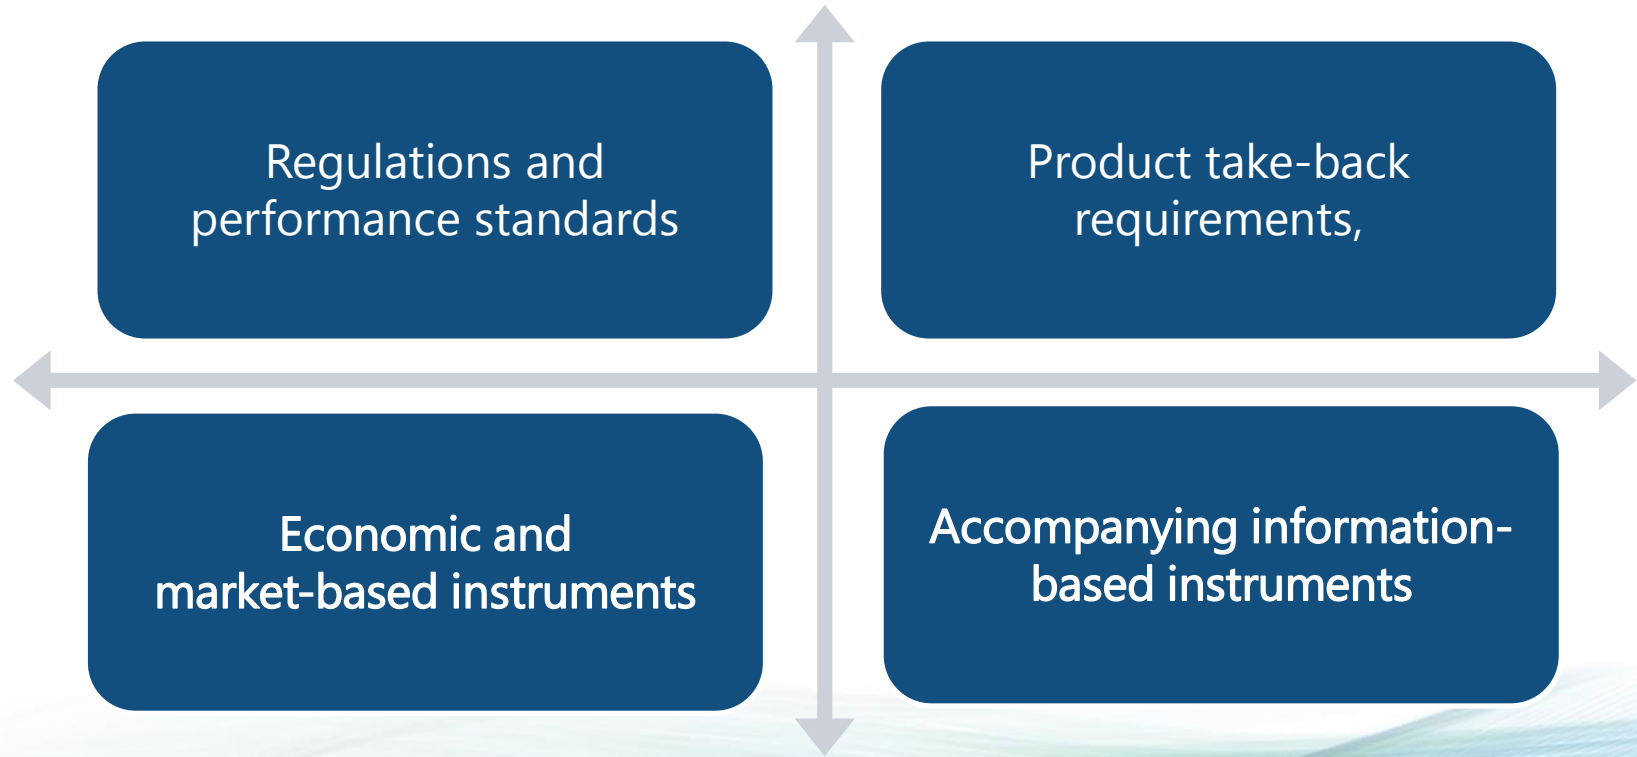 Regulations and
performance standards
Product take-back
requirements,
Economic and
market-based instruments
Accompanying information-
based instruments